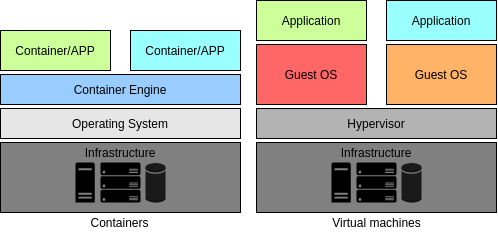 Container/APP
Container/APP
Container Engine
Operating System
Infrastructure
Containers
Application
Application
Guest OS
Guest OS
Hypervisor
Infrastructure
Virtual machines